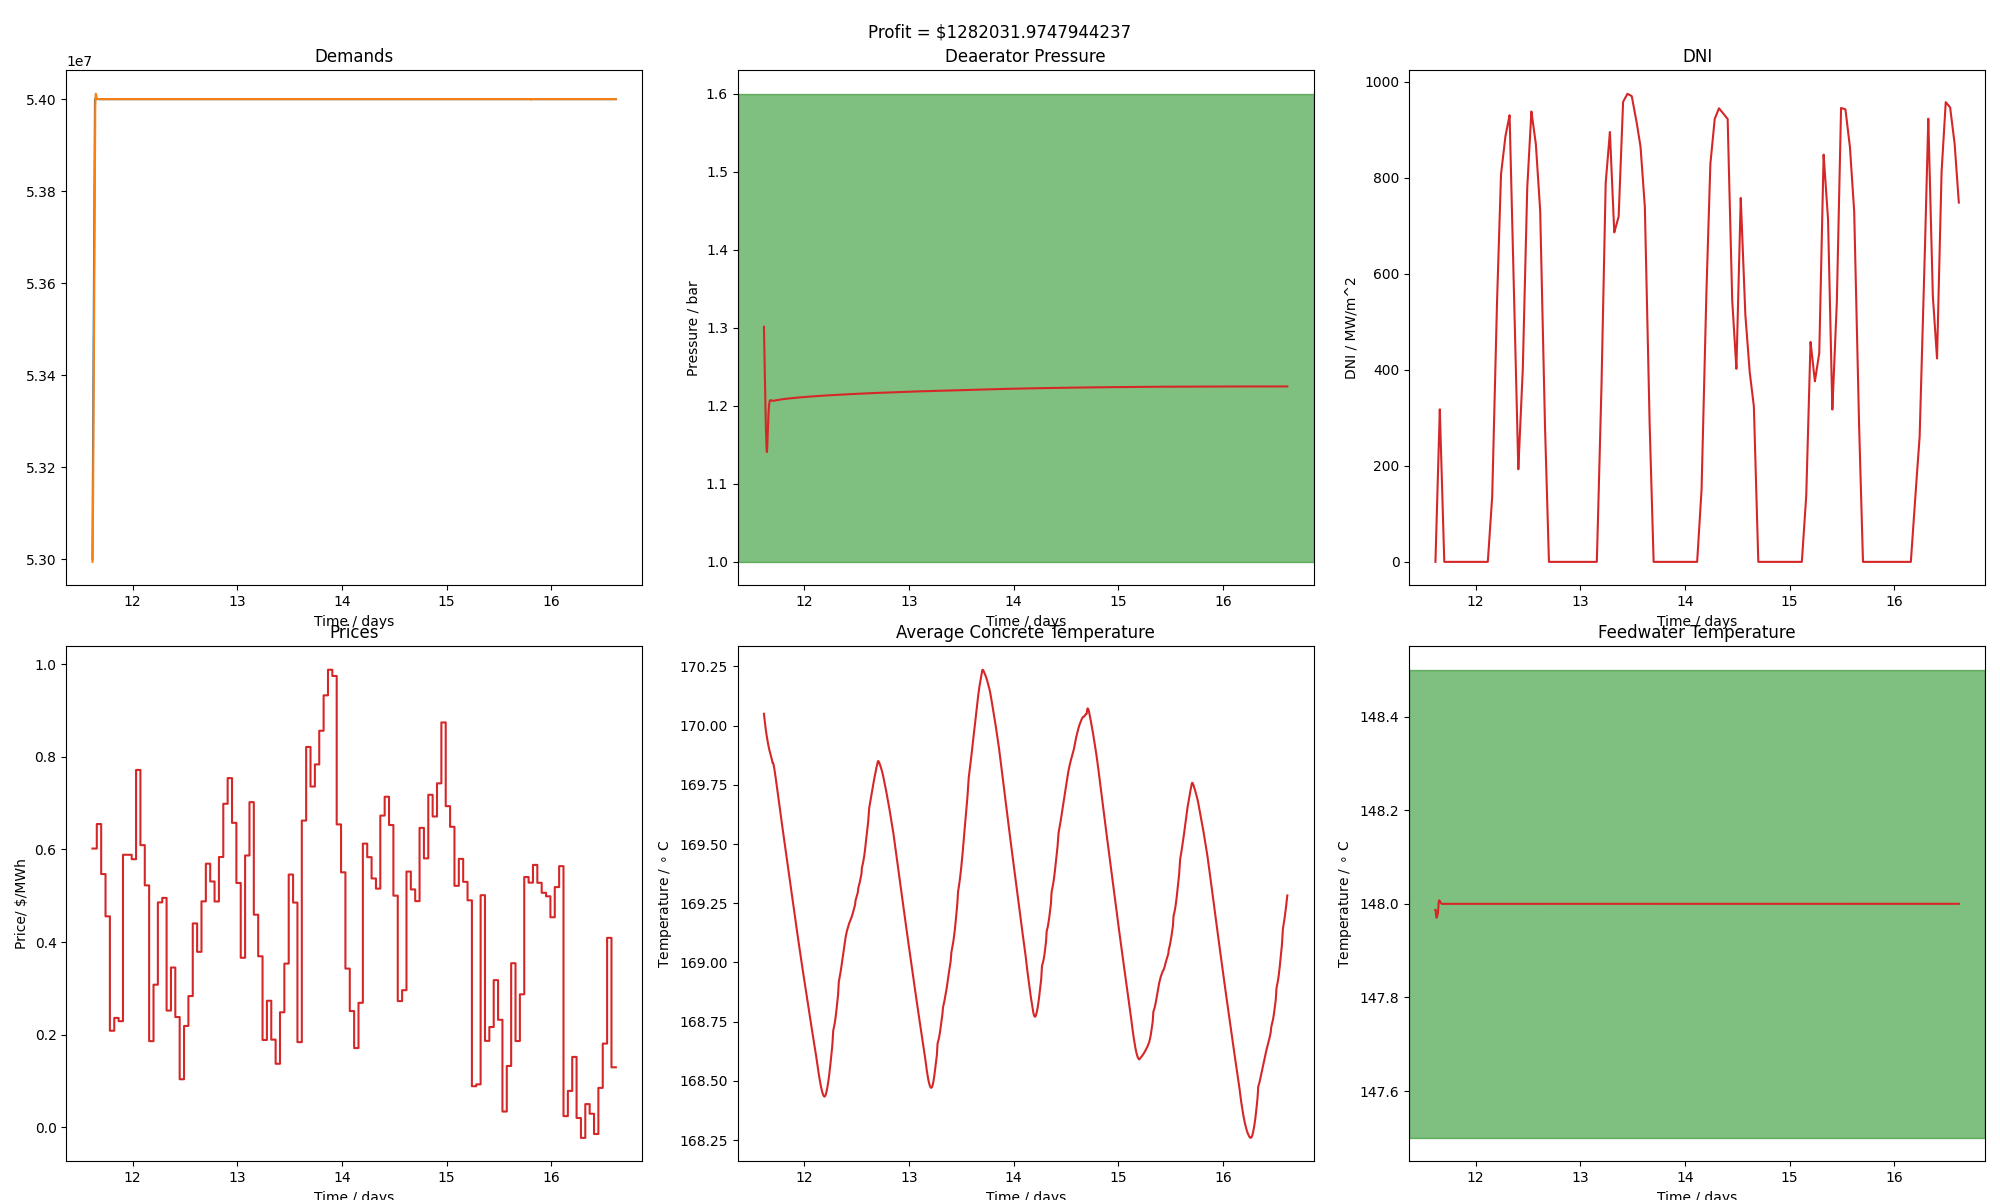 Profit = $1282031.9747944237
Demands
1e7
5.40
5.38
5.36
5.34
5.32
5.30
12 13 14 15 16
Time / days
Deaerator Pressure
Pressure / bar
1.6
1.5
1.4
1.3
1.2
1.1
1.0
12 13 14 15 16
Time / days
DNI
DNI / MW/m^2
1000
800
600
400
200
0
12 13 14 15 16
Time / days
Prices
Price/ $/MWh
1.0
0.8
0.6
0.4
0.2
0.0
12 13 14 15 16
Time / days
Average Concrete Temperature
Temperature / ∘ C
170.25
170.00
169.75
169.50
169.25
169.00
168.75
168.50
168.25
12 13 14 15 16
Time / days
Feedwater Temperature
Temperature / ∘ C
148.4
148.2
148.0
147.8
147.6
12 13 14 15 16
Time / days